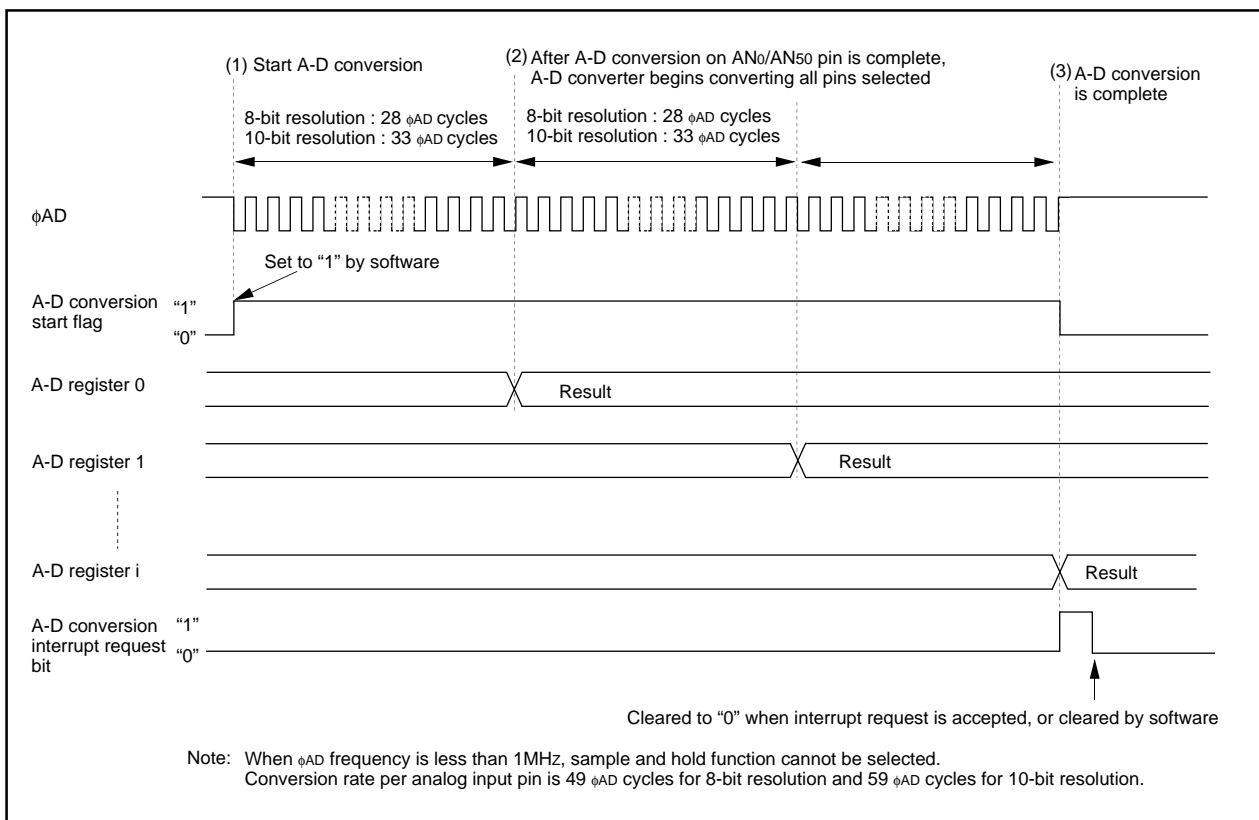 (1) Start A-D conversion
(2) After A-D conversion on AN0/AN50 pin is complete,
A-D converter begins converting all pins selected
(3) A-D conversion
is complete
8-bit resolution : 28 ϕAD cycles
10-bit resolution : 33 ϕAD cycles
8-bit resolution : 28 ϕAD cycles
10-bit resolution : 33 ϕAD cycles
ϕAD
Set to “1” by software
A-D conversion
start flag
“1”
“0”
A-D register 0
Result
A-D register 1
Result
A-D register i
Result
A-D conversion
interrupt request
bit
“1”
“0”
Cleared to “0” when interrupt request is accepted, or cleared by software
Note: When ϕAD frequency is less than 1MHz, sample and hold function cannot be selected.
Conversion rate per analog input pin is 49 ϕAD cycles for 8-bit resolution and 59 ϕAD cycles for 10-bit resolution.